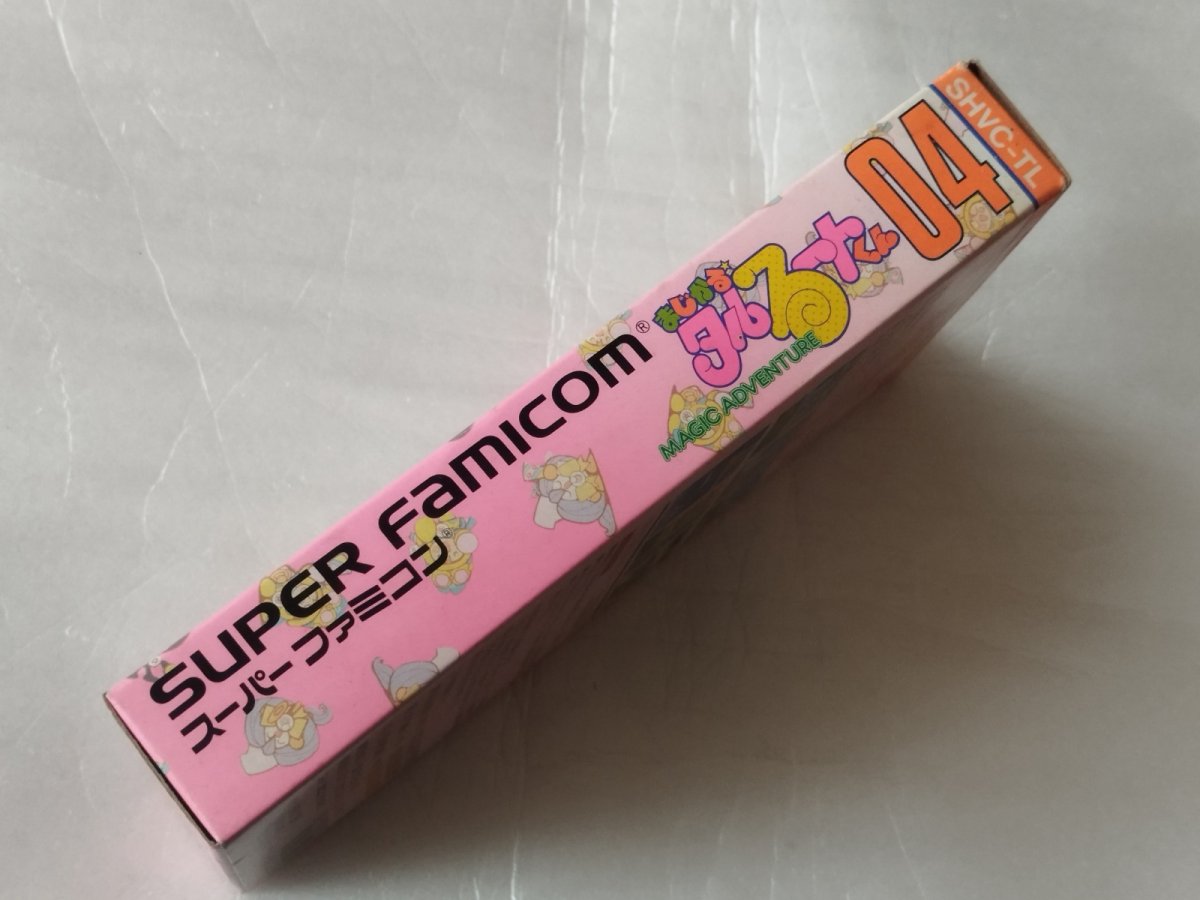 SUPER FAMICOM®
スーパーファミコン®
まじかる☆
タルるートくん
MAGIC ADVENTURE
04
SHVC-TL